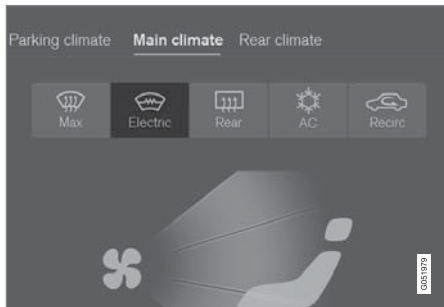 Parking climate Main climate Rear climate
Max Electric Rear AC Recirc
G051979